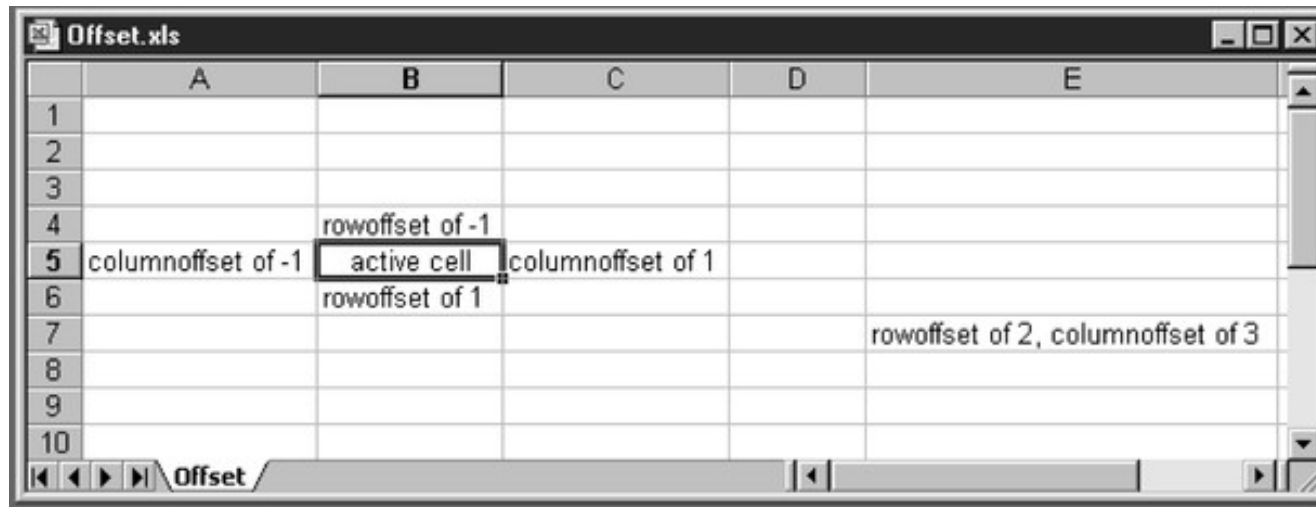 Offset.xls
A B C D E
1
2
3
4 rowoffset of -1
5 columnoffset of -1 active cell columnoffset of 1
6 rowoffset of 1
7 rowoffset of 2, columnoffset of 3
8
9
10
Offset